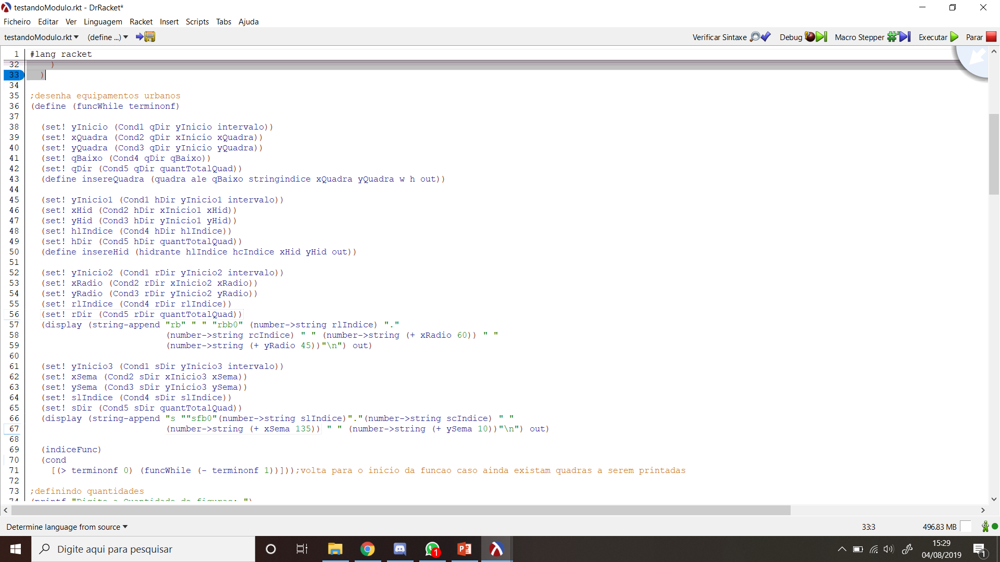 testandoModulo.rkt - DrRacket*
Ficheiro Editar Ver Linguagem Racket Insert Scripts Tabs Ajuda
testandoModulo.rkt (define ...) Verificar Sintaxe Debug Macro Stepper Executar Parar
1 #lang racket
32 )
33 )
34
35 ;desenha equipamentos urbanos
36 (define (funcWhile terminonf)
37
38 (set! yInicio (Cond1 qDir yInicio intervalo))
39 (set! xQuadra (Cond2 qDir xInicio xQuadra))
40 (set! yQuadra (Cond3 qDir yInicio yQuadra))
41 (set! qBaixo (Cond4 qDir qBaixo))
42 (set! qDir (Cond5 qDir quantTotalQuad))
43 (define insereQuadra (quadra ale qBaixo stringindice xQuadra yQuadra w h out))
44
45 (set! yInicio1 (Cond1 hDir yInicio1 intervalo))
46 (set! xHid (Cond2 hDir xInicio1 xHid))
47 (set! yHid (Cond3 hDir yInicio1 yHid))
48 (set! hlIndice (Cond4 hDir hlIndice))
49 (set! hDir (Cond5 hDir quantTotalQuad))
50 (define insereHid (hidrante hlIndice hcIndice xHid yHid out))
51
52 (set! yInicio2 (Cond1 rDir yInicio2 intervalo))
53 (set! xRadio (Cond2 rDir xInicio2 xRadio))
54 (set! yRadio (Cond3 rDir yInicio2 yRadio))
55 (set! rlIndice (Cond4 rDir rlIndice))
56 (set! rDir (Cond5 rDir quantTotalQuad))
57 (display (string-append "rb" " " "rbb0" (number->string rlIndice) "."
58 (number->string rcIndice) " " (number->string (+ xRadio 60)) " "
59 (number->string (+ yRadio 45))"\n") out)
60
61 (set! yInicio3 (Cond1 sDir yInicio3 intervalo))
62 (set! xSema (Cond2 sDir xInicio3 xSema))
63 (set! ySema (Cond3 sDir yInicio3 ySema))
64 (set! slIndice (Cond4 sDir slIndice))
65 (set! sDir (Cond5 sDir quantTotalQuad))
66 (display (string-append "s ""sfb0"(number->string slIndice)"."(number->string scIndice) " "
67 (number->string (+ xSema 135)) " " (number->string (+ ySema 10))"\n") out)
68
69 (indiceFunc)
70 (cond
71 [(> terminonf 0) (funcWhile (- terminonf 1))]));volta para o inicio da funcao caso ainda existam quadras a serem printadas
72
73 ;definindo quantidades
74 (printf "Digite a Quantidade de figuras: ")
Determine language from source 33:3 496.83 MB
Digite aqui para pesquisar
1
15:29
04/08/2019
1